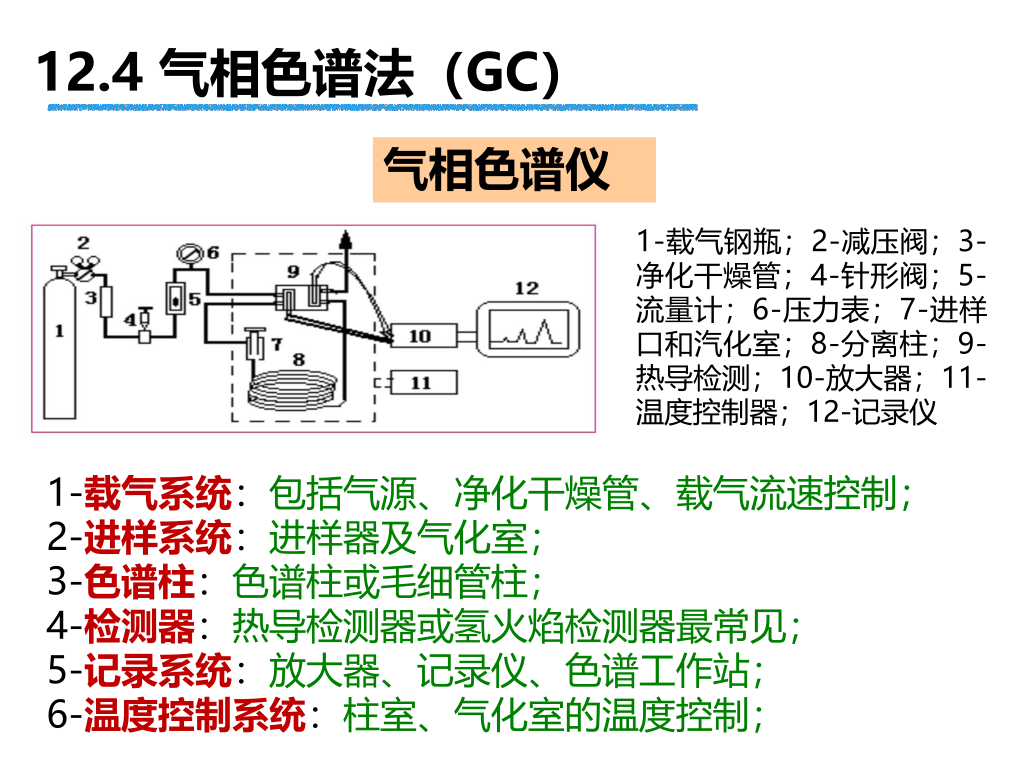 12.4 气相色谱法（GC）
气相色谱仪
1-载气钢瓶；2-减压阀；3-
净化干燥管；4-针形阀；5-
流量计；6-压力表；7-进样
口和汽化室；8-分离柱；9-
热导检测；10-放大器；11-
温度控制器；12-记录仪
2
6
9
12
3
5
4
1
10
7
8
11
1-载气系统：包括气源、净化干燥管、载气流速控制；
2-进样系统：进样器及气化室；
3-色谱柱：色谱柱或毛细管柱；
4-检测器：热导检测器或氢火焰检测器最常见；
5-记录系统：放大器、记录仪、色谱工作站；
6-温度控制系统：柱室、气化室的温度控制；